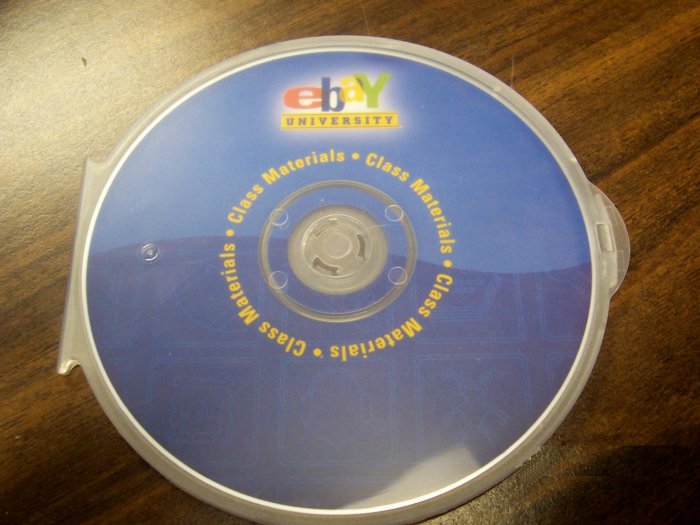 ebaY
UNIVERSITY
Class Materials • Class Materials • Class Materials • Class Materials •